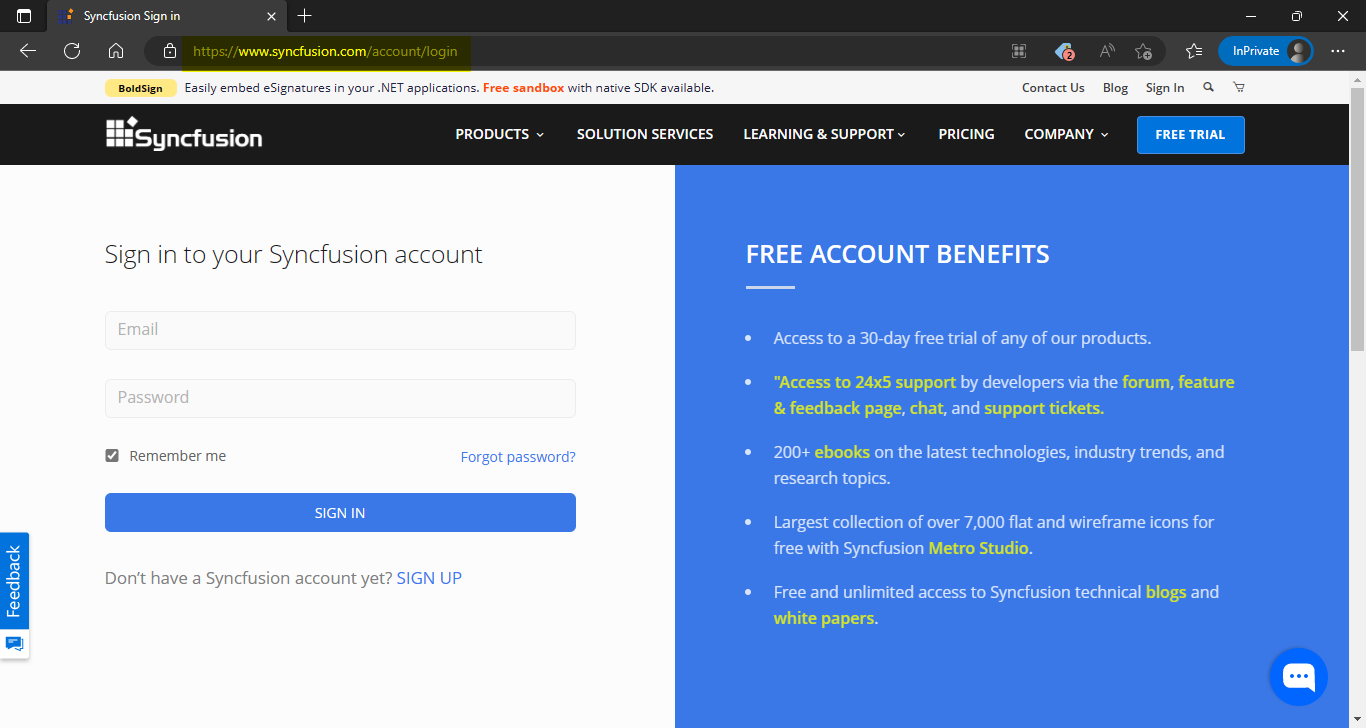 Syncfusion Sign in
https://www.syncfusion.com/account/login
2
InPrivate
BoldSign Easily embed eSignatures in your .NET applications. Free sandbox with native SDK available.
Contact Us Blog Sign In
Syncfusion
PRODUCTS SOLUTION SERVICES LEARNING & SUPPORT PRICING COMPANY FREE TRIAL
Sign in to your Syncfusion account
Email
Password
Remember me Forgot password?
SIGN IN
Don’t have a Syncfusion account yet? SIGN UP
Feedback
FREE ACCOUNT BENEFITS
• Access to a 30-day free trial of any of our products.
• "Access to 24x5 support by developers via the forum, feature
& feedback page, chat, and support tickets.
• 200+ ebooks on the latest technologies, industry trends, and
research topics.
• Largest collection of over 7,000 flat and wireframe icons for
free with Syncfusion Metro Studio.
• Free and unlimited access to Syncfusion technical blogs and
white papers.